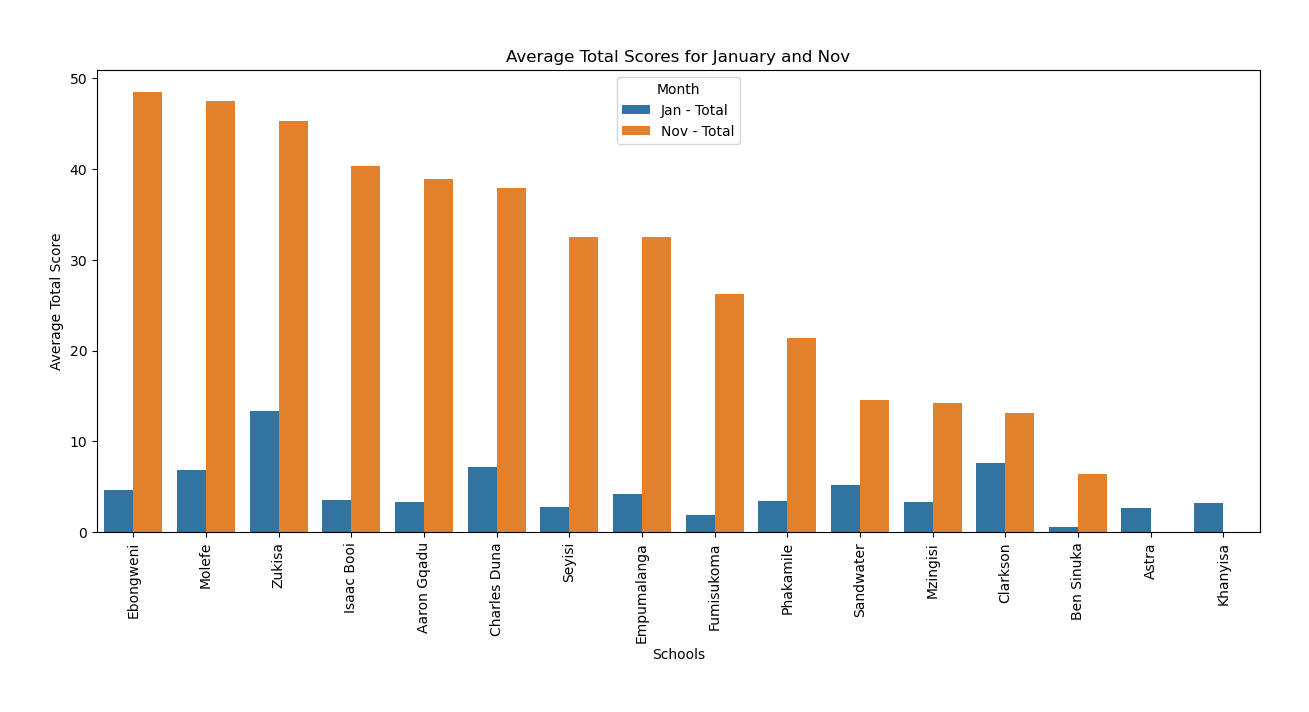 Average Total Scores for January and Nov
Month
Jan - Total
Nov - Total
Average Total Score
50
40
30
20
10
0
Ebongweni
Molefe
Zukisa
Isaac Booi
Aaron Gqadu
Charles Duna
Seyisi
Empumalanga
Fumisukoma
Phakamile
Sandwater
Mzingisi
Clarkson
Ben Sinuka
Astra
Khanyisa
Schools